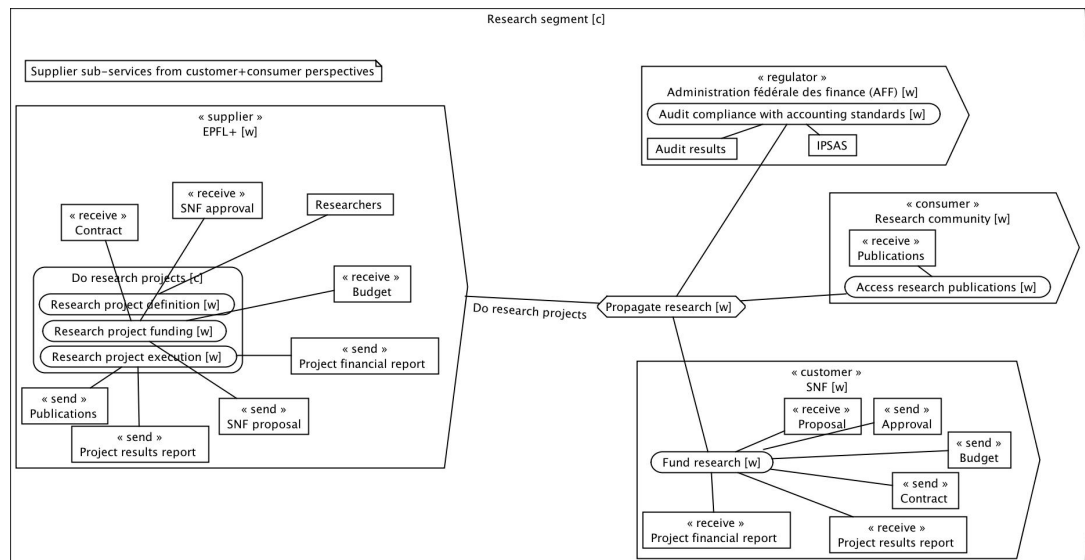 Research segment [c]
Supplier sub-services from customer+consumer perspectives
« supplier »
EPFL+ [w]
« receive »
SNF approval
Researchers
« receive »
Contract
Do research projects [c]
« receive »
Budget
Research project definition [w]
Research project funding [w]
Research project execution [w]
« send »
Project financial report
« send »
Publications
« send »
SNF proposal
« send »
Project results report
Do research projects
Propagate research [w]
« regulator »
Administration fédérale des finance (AFF) [w]
Audit compliance with accounting standards [w]
Audit results
IPSAS
« consumer »
Research community [w]
« receive »
Publications
Access research publications [w]
« customer »
SNF [w]
« receive »
Proposal
« send »
Approval
« send »
Budget
Fund research [w]
« send »
Contract
« receive »
Project financial report
« receive »
Project results report